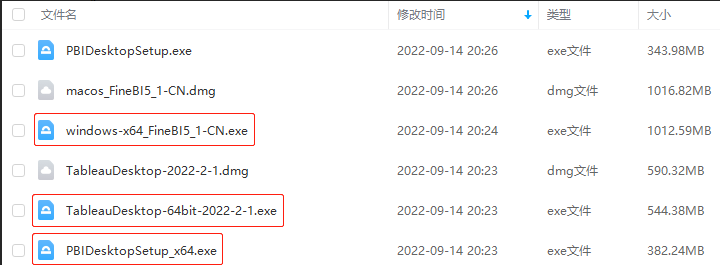 文件名 修改时间 类型 大小
PBIDesktopSetup.exe 2022-09-14 20:26 exe文件 343.98MB
macos_FineBI5_1-CN.dmg 2022-09-14 20:26 dmg文件 1016.82MB
windows-x64_FineBI5_1-CN.exe 2022-09-14 20:24 exe文件 1012.59MB
TableauDesktop-2022-2-1.dmg 2022-09-14 20:23 dmg文件 590.32MB
TableauDesktop-64bit-2022-2-1.exe 2022-09-14 20:23 exe文件 544.38MB
PBIDesktopSetup_x64.exe 2022-09-14 20:23 exe文件 382.24MB